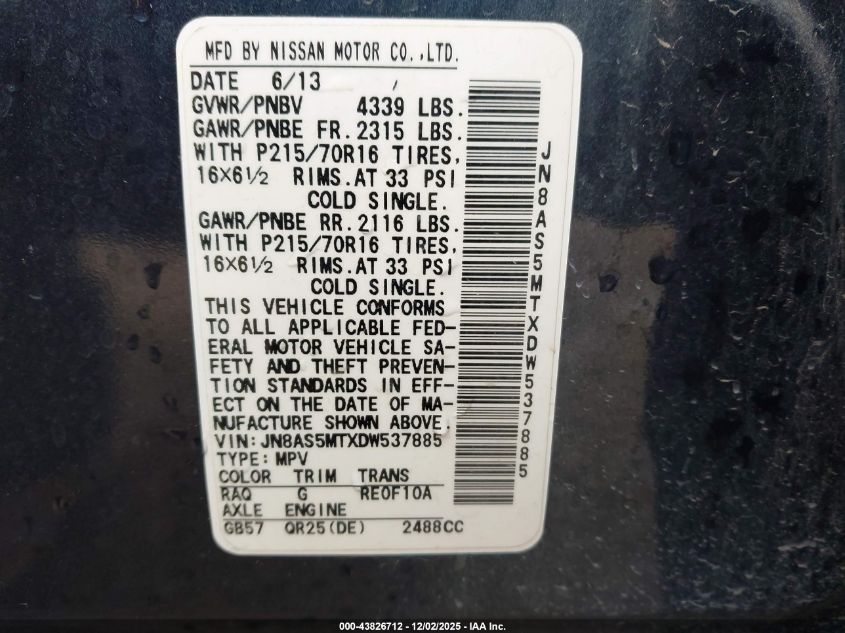 MFD BY NISSAN MOTOR CO.,LTD.
DATE 6/13
GVWR/PNBV 4339 LBS.
GAWR/PNBE FR. 2315 LBS.
WITH P215/70R16 TIRES,
16×6½ RIMS. AT 33 PSI
COLD SINGLE.
GAWR/PNBE RR. 2116 LBS.
WITH P215/70R16 TIRES,
16×6½ RIMS. AT 33 PSI
COLD SINGLE.
THIS VEHICLE CONFORMS
TO ALL APPLICABLE FED-
ERAL MOTOR VEHICLE SA-
FETY AND THEFT PREVEN-
TION STANDARDS IN EFF-
ECT ON THE DATE OF MA-
NUFACTURE SHOWN ABOVE.
VIN: JN8AS5MTXDW537885
TYPE: MPV
COLOR TRIM TRANS
RAQ G RE0F10A
AXLE ENGINE
GB57 QR25(DE) 2488CC
JN8AS5MTXDW537885
000-43826712 - 12/02/2025 - IAA Inc.